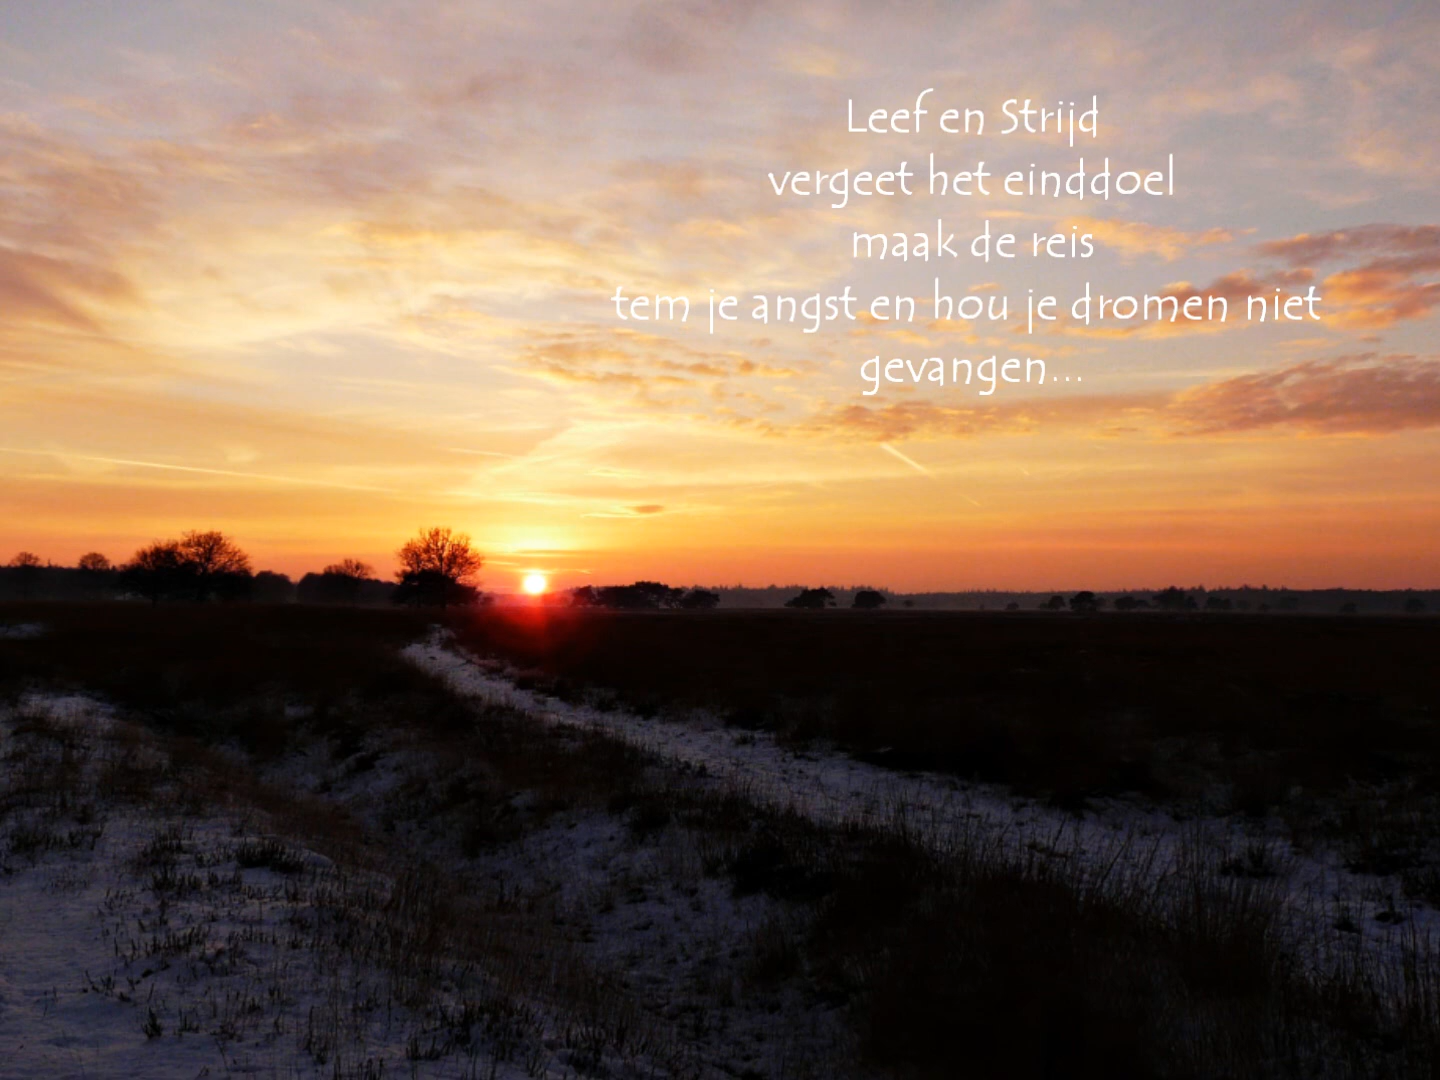 Leef en Strijd
vergeet het einddoel
maak de reis
tem je angst en hou je dromen niet
gevangen...